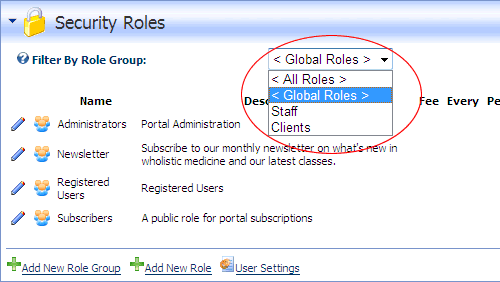 Security Roles
Filter By Role Group:
< Global Roles >
< All Roles >
< Global Roles >
Staff
Clients
Name Desc Fee Every Pe
Administrators Portal Administration
Newsletter Subscribe to our monthly newsletter on what's new in
wholistic medicine and our latest classes.
Registered
Users Registered Users
Subscribers A public role for portal subscriptions
Add New Role Group Add New Role User Settings